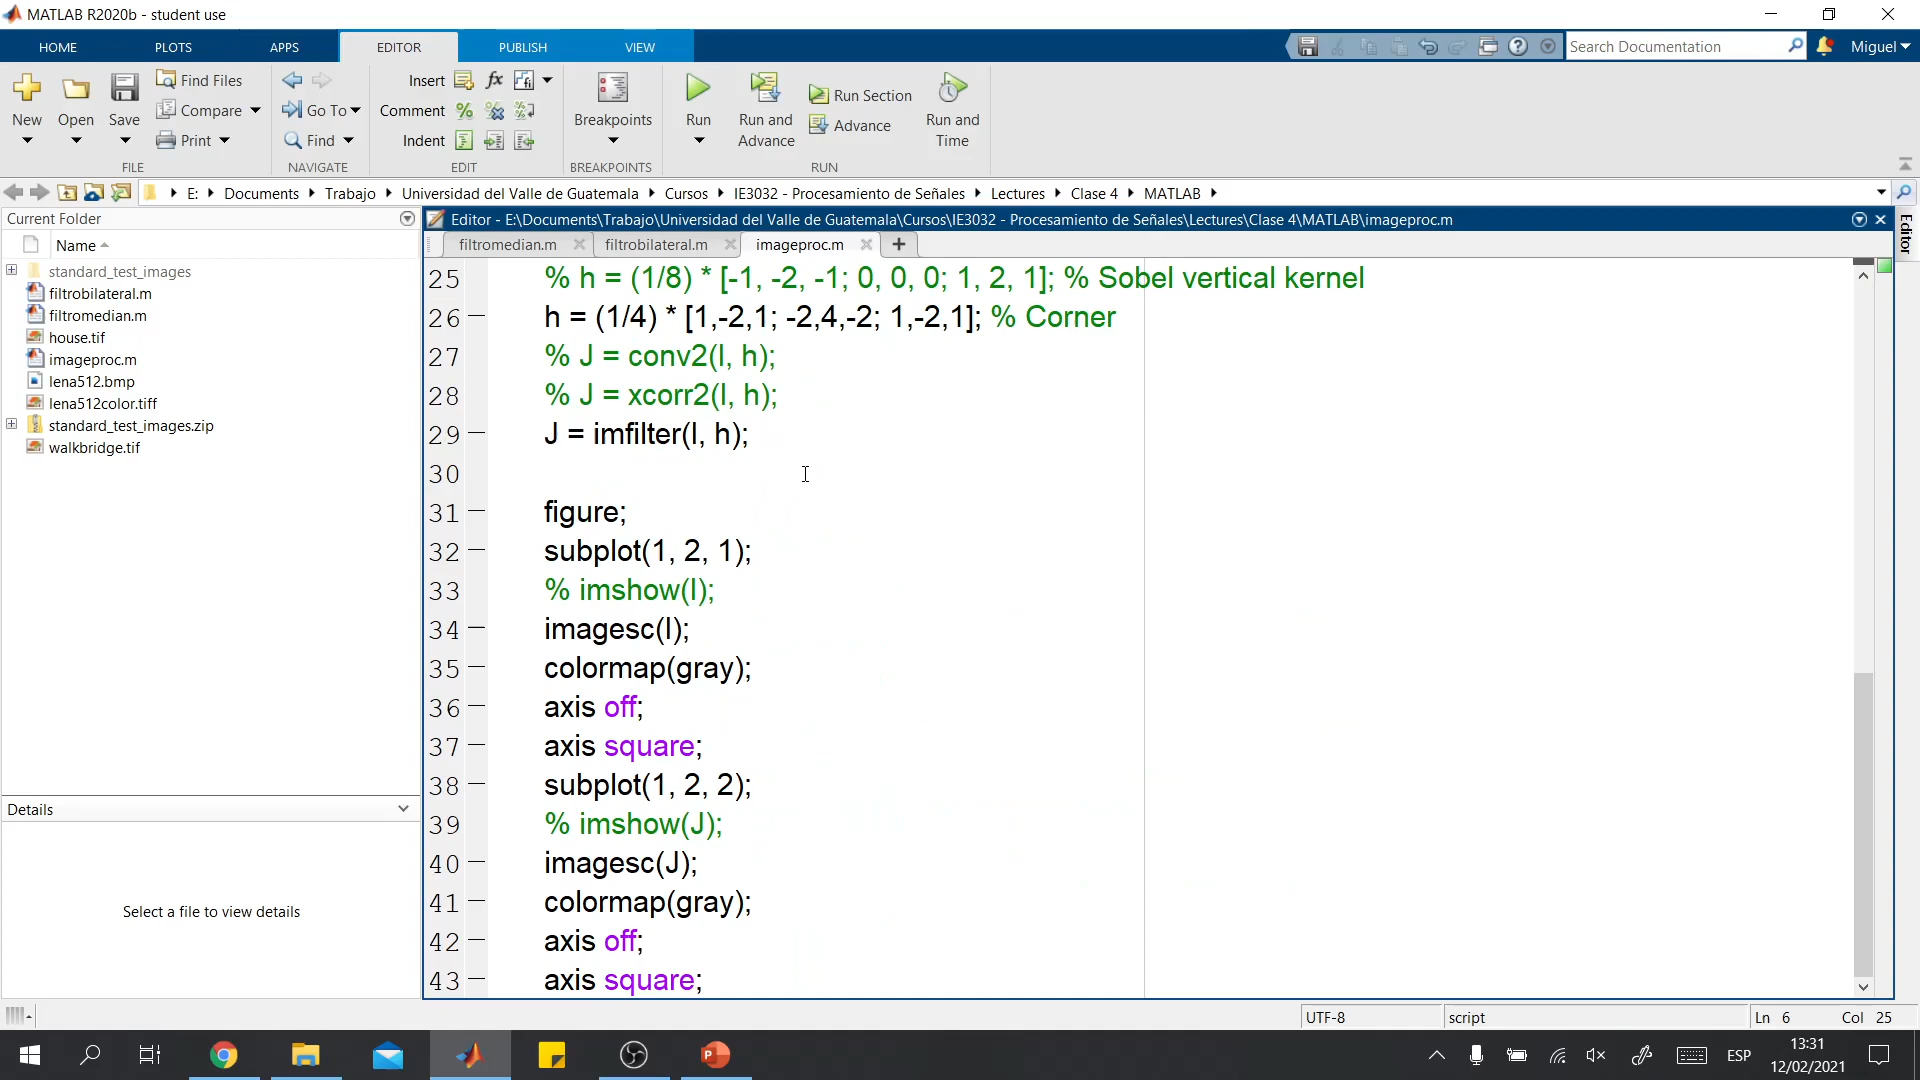 MATLAB R2020b - student use
HOME PLOTS APPS EDITOR PUBLISH VIEW
Search Documentation
Miguel
New
Open
Save
Find Files
Compare
Print
FILE
Go To
Find
NAVIGATE
Insert fx
Comment
Indent
EDIT
Breakpoints
BREAKPOINTS
Run
Run and Advance
Run Section
Advance
Run and Time
RUN
E: Documents Trabajo Universidad del Valle de Guatemala Cursos IE3032 - Procesamiento de Señales Lectures Clase 4 MATLAB
Current Folder
Name
standard_test_images
filtrobilateral.m
filtromedian.m
house.tif
imageproc.m
lena512.bmp
lena512color.tiff
standard_test_images.zip
walkbridge.tif
Details
Select a file to view details
Editor - E:\Documents\Trabajo\Universidad del Valle de Guatemala\Cursos\IE3032 - Procesamiento de Señales\Lectures\Clase 4\MATLAB\imageproc.m
filtromedian.m filtrobilateral.m imageproc.m
Editor
25 % h = (1/8) * [-1, -2, -1; 0, 0, 0; 1, 2, 1]; % Sobel vertical kernel
26 h = (1/4) * [1,-2,1; -2,4,-2; 1,-2,1]; % Corner
27 % J = conv2(I, h);
28 % J = xcorr2(I, h);
29 J = imfilter(I, h);
30
31 figure;
32 subplot(1, 2, 1);
33 % imshow(I);
34 imagesc(I);
35 colormap(gray);
36 axis off;
37 axis square;
38 subplot(1, 2, 2);
39 % imshow(J);
40 imagesc(J);
41 colormap(gray);
42 axis off;
43 axis square;
UTF-8 script Ln 6 Col 25
ESP
13:31
12/02/2021